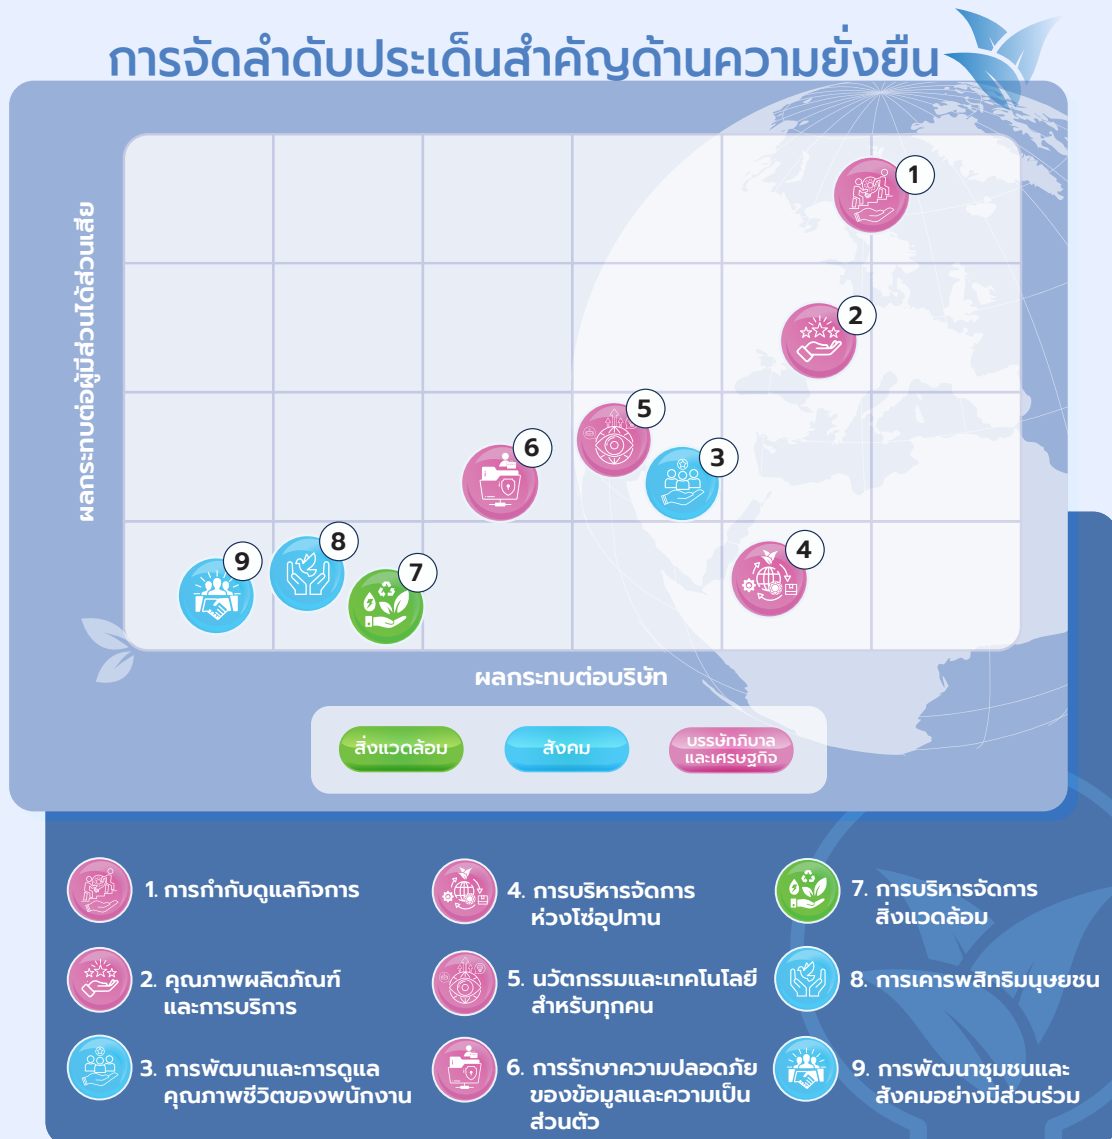 การจัดลำดับประเด็นสำคัญด้านความยั่งยืน
ผลกระทบต่อผู้มีส่วนได้ส่วนเสีย
1
2
5
3
6
4
8
9
7
ผลกระทบต่อบริษัท
สิ่งแวดล้อม
สังคม
บรรษัทภิบาล
และเศรษฐกิจ
1. การกำกับดูแลกิจการ
2. คุณภาพผลิตภัณฑ์
และการบริการ
3. การพัฒนาและการดูแล
คุณภาพชีวิตของพนักงาน
4. การบริหารจัดการ
ห่วงโซ่อุปทาน
5. นวัตกรรมและเทคโนโลยี
สำหรับทุกคน
6. การรักษาความปลอดภัย
ของข้อมูลและความเป็น
ส่วนตัว
7. การบริหารจัดการ
สิ่งแวดล้อม
8. การเคารพสิทธิมนุษยชน
9. การพัฒนาชุมชนและ
สังคมอย่างมีส่วนร่วม